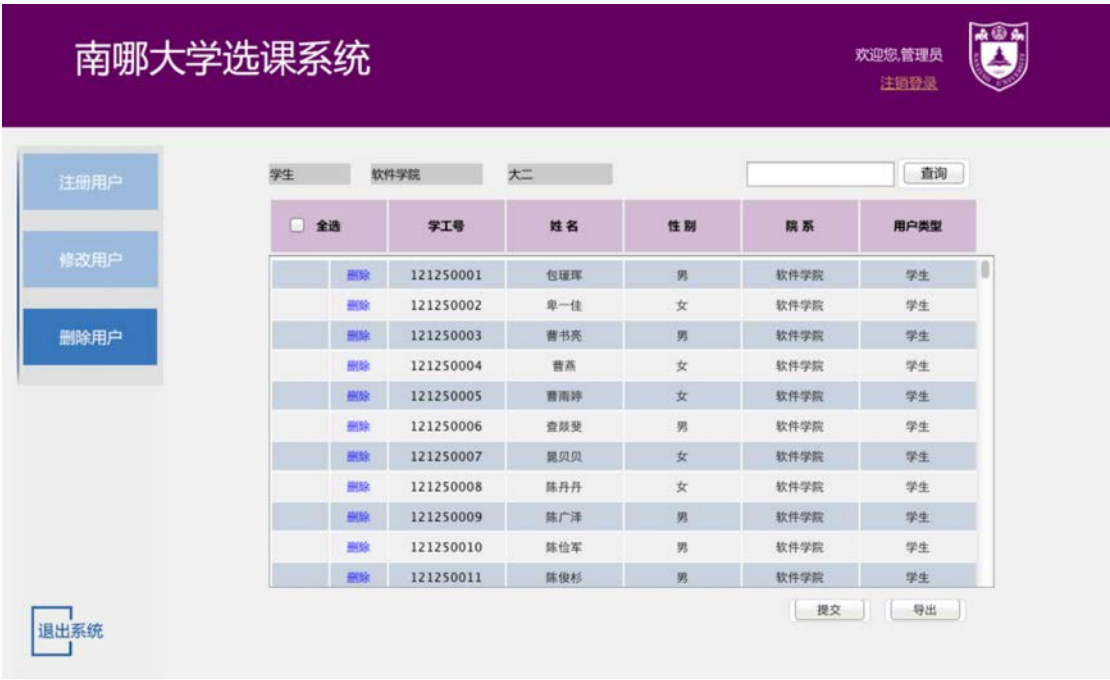 南哪大学选课系统
欢迎您,管理员
注销登录
注册用户
修改用户
删除用户
学生 软件学院 大二 查询
全选 学工号 姓名 性别 院系 用户类型
删除 121250001 包瑾珲 男 软件学院 学生
删除 121250002 卑一佳 女 软件学院 学生
删除 121250003 曹书亮 男 软件学院 学生
删除 121250004 曹燕 女 软件学院 学生
删除 121250005 曹雨婷 女 软件学院 学生
删除 121250006 男 软件学院 学生
删除 121250007 晁贝贝 女 软件学院 学生
删除 121250008 陈丹丹 女 软件学院 学生
删除 121250009 陈广泽 男 软件学院 学生
删除 121250010 陈俭军 男 软件学院 学生
删除 121250011 陈俊杉 男 软件学院 学生
提交 导出
退出系统